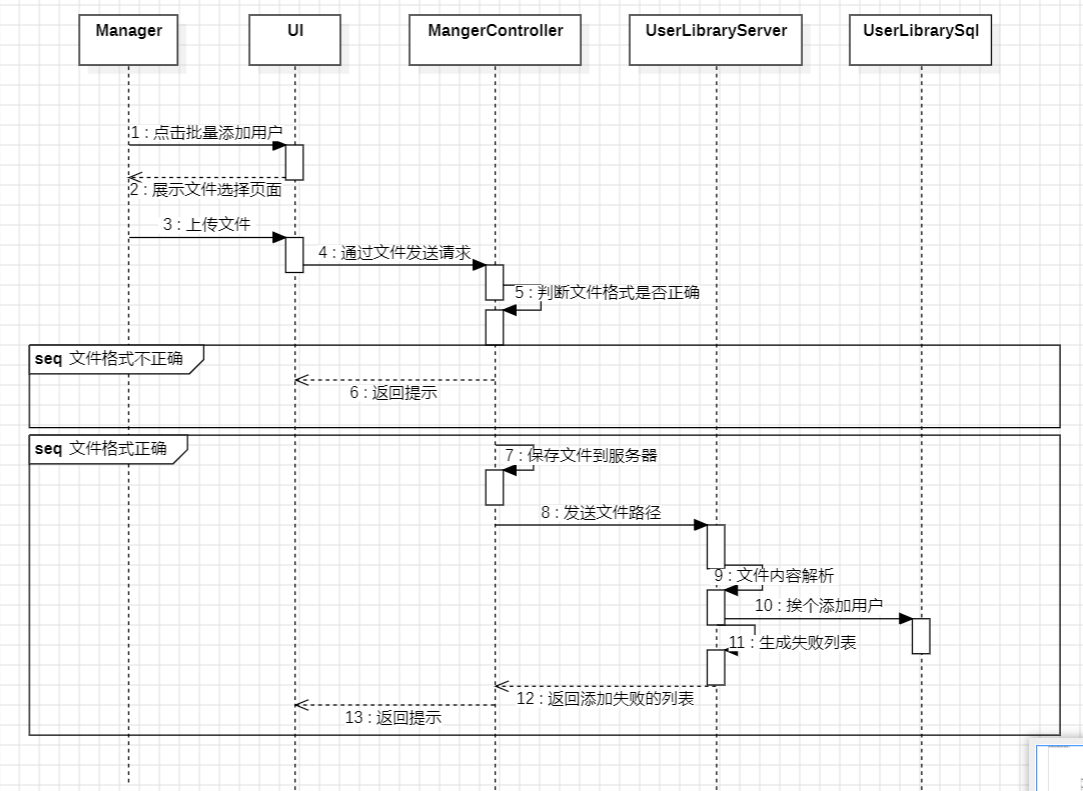 Manager
UI
MangerController
UserLibraryServer
UserLibrarySql
1 : 点击批量添加用户
2 : 展示文件选择页面
3 : 上传文件
4 : 通过文件发送请求
5 : 判断文件格式是否正确
seq 文件格式不正确
6 : 返回提示
seq 文件格式正确
7 : 保存文件到服务器
8 : 发送文件路径
9 : 文件内容解析
10 : 挨个添加用户
11 : 生成失败列表
12 : 返回添加失败的列表
13 : 返回提示